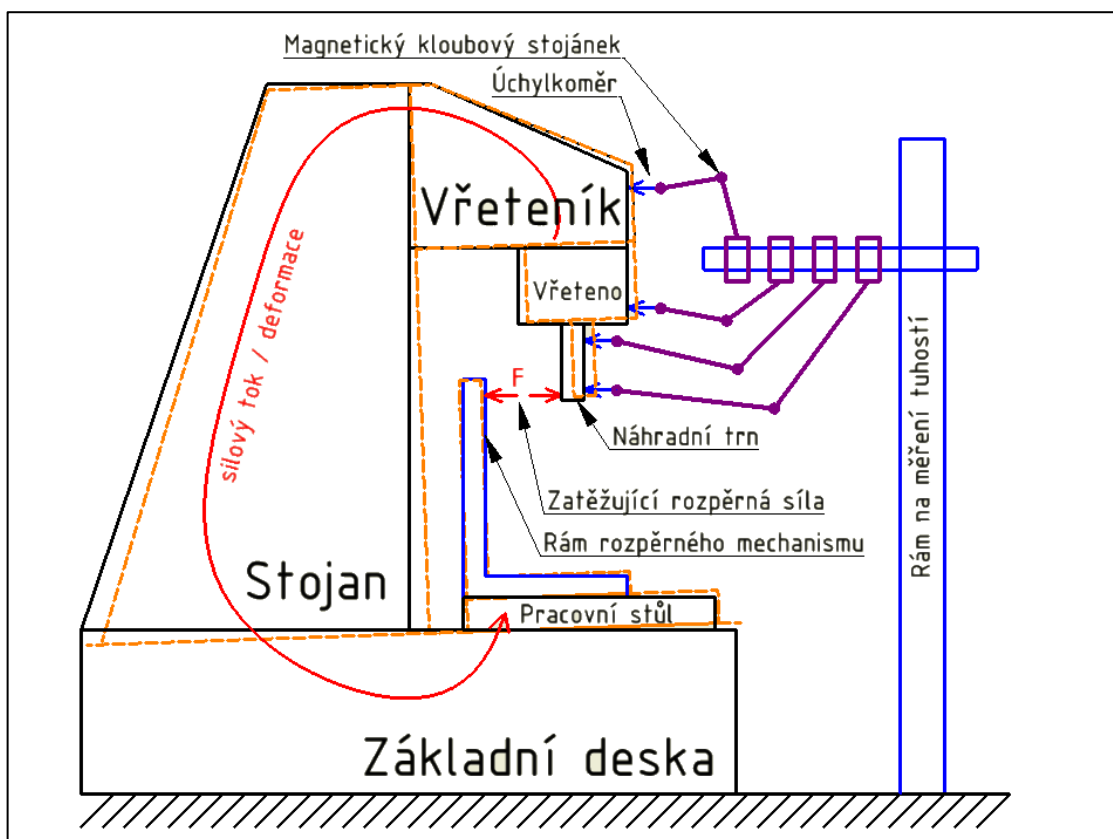 Magnetický kloubový stojánek
Úchylkoměr
Vřeteník
Vřeteno
silový tok / deformace
F
Náhradní trn
Zatěžující rozpěrná síla
Rám rozpěrného mechanismu
Stojan
Pracovní stůl
Rám na měření tuhostí
Základní deska